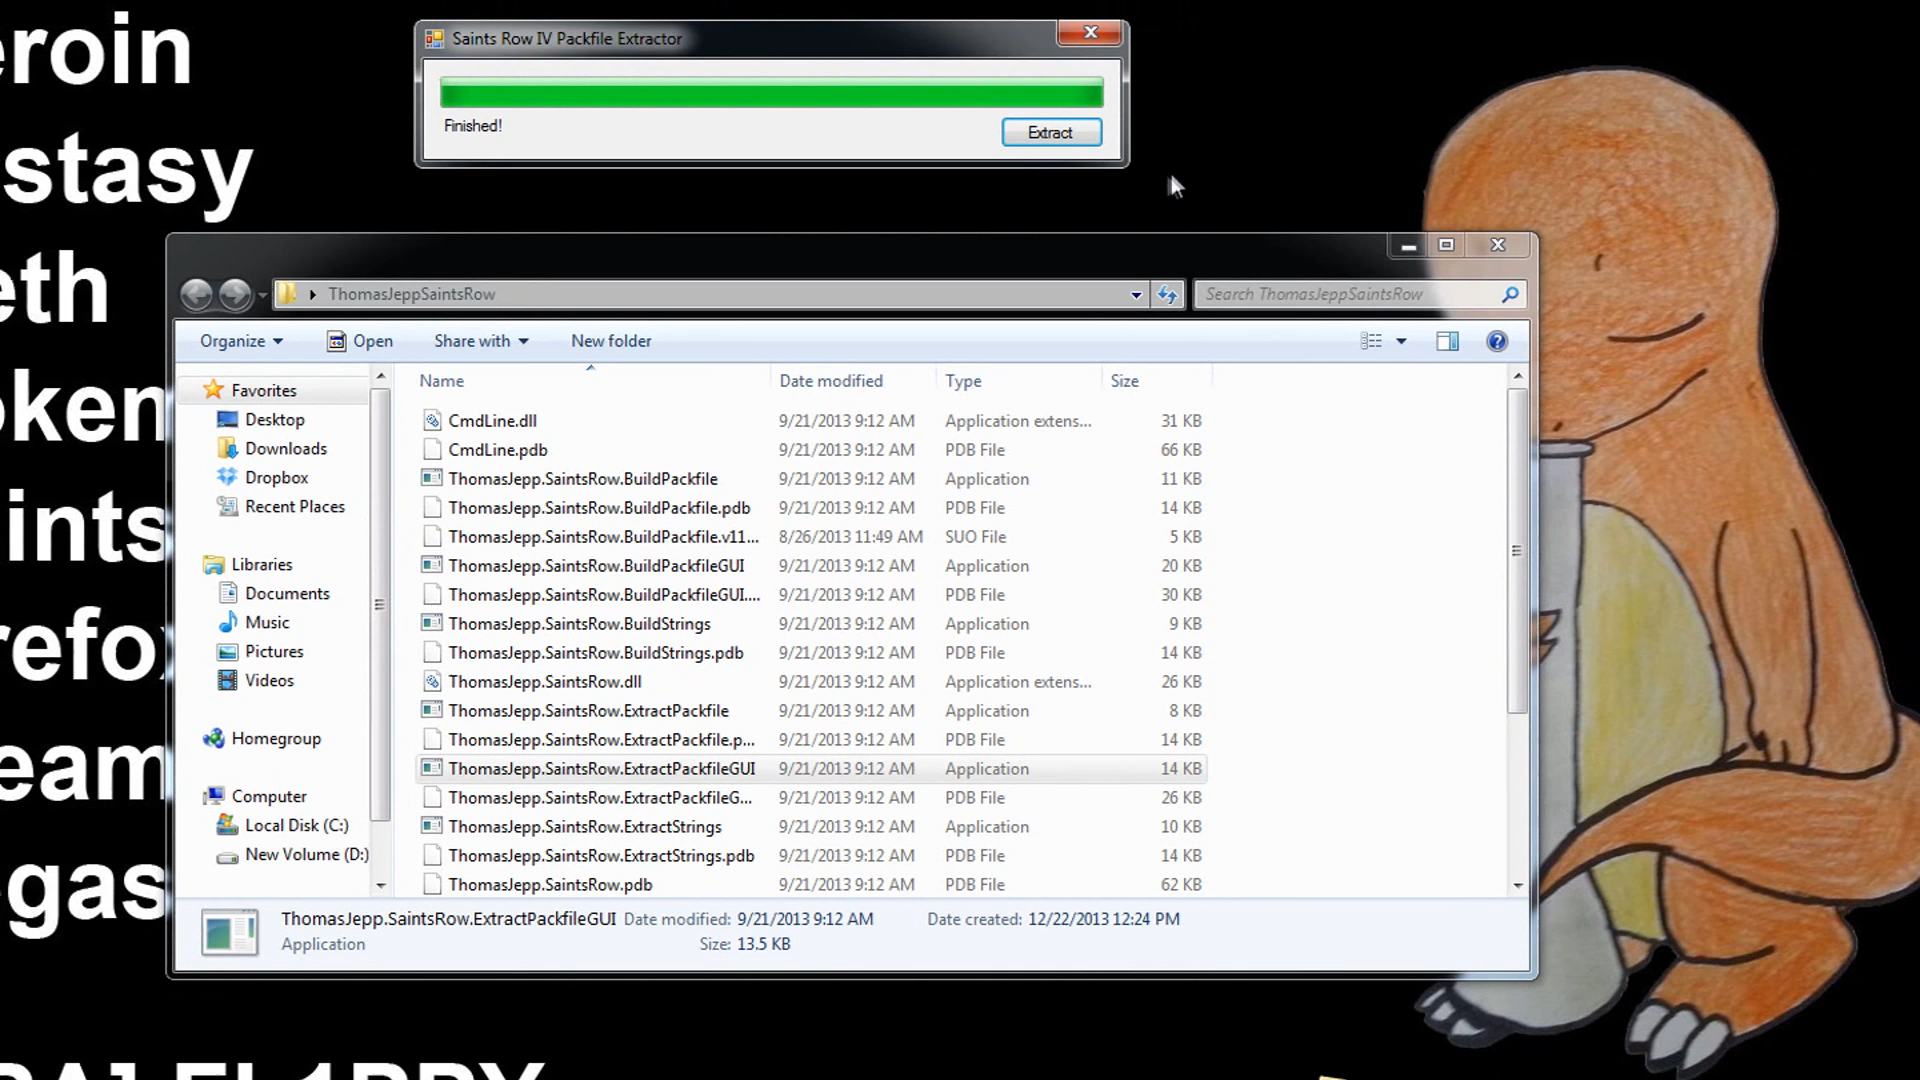 eroin
stasy
eth
oken
ints
refox
eam
egas
Saints Row IV Packfile Extractor
Finished!
Extract
ThomasJeppSaintsRow
Search ThomasJeppSaintsRow
Organize
Open
Share with
New folder
Favorites
Desktop
Downloads
Dropbox
Recent Places
Libraries
Documents
Music
Pictures
Videos
Homegroup
Computer
Local Disk (C:)
New Volume (D:)
Name Date modified Type Size
CmdLine.dll 9/21/2013 9:12 AM Application extens... 31 KB
CmdLine.pdb 9/21/2013 9:12 AM PDB File 66 KB
ThomasJepp.SaintsRow.BuildPackfile 9/21/2013 9:12 AM Application 11 KB
ThomasJepp.SaintsRow.BuildPackfile.pdb 9/21/2013 9:12 AM PDB File 14 KB
ThomasJepp.SaintsRow.BuildPackfile.v11... 8/26/2013 11:49 AM SUO File 5 KB
ThomasJepp.SaintsRow.BuildPackfileGUI 9/21/2013 9:12 AM Application 20 KB
ThomasJepp.SaintsRow.BuildPackfileGUI.... 9/21/2013 9:12 AM PDB File 30 KB
ThomasJepp.SaintsRow.BuildStrings 9/21/2013 9:12 AM Application 9 KB
ThomasJepp.SaintsRow.BuildStrings.pdb 9/21/2013 9:12 AM PDB File 14 KB
ThomasJepp.SaintsRow.dll 9/21/2013 9:12 AM Application extens... 26 KB
ThomasJepp.SaintsRow.ExtractPackfile 9/21/2013 9:12 AM Application 8 KB
ThomasJepp.SaintsRow.ExtractPackfile.p... 9/21/2013 9:12 AM PDB File 14 KB
ThomasJepp.SaintsRow.ExtractPackfileGUI 9/21/2013 9:12 AM Application 14 KB
ThomasJepp.SaintsRow.ExtractPackfileG... 9/21/2013 9:12 AM PDB File 26 KB
ThomasJepp.SaintsRow.ExtractStrings 9/21/2013 9:12 AM Application 10 KB
ThomasJepp.SaintsRow.ExtractStrings.pdb 9/21/2013 9:12 AM PDB File 14 KB
ThomasJepp.SaintsRow.pdb 9/21/2013 9:12 AM PDB File 62 KB
ThomasJepp.SaintsRow.ExtractPackfileGUI Date modified: 9/21/2013 9:12 AM Date created: 12/22/2013 12:24 PM
Application Size: 13.5 KB